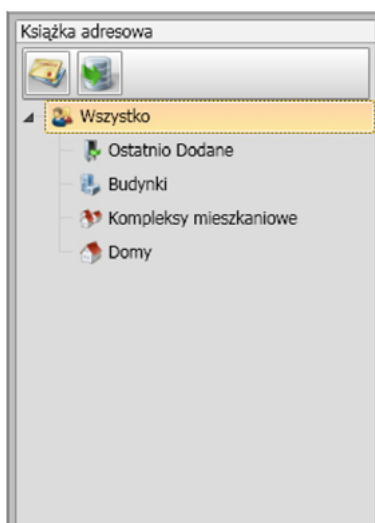 Książka adresowa
Wszystko
Ostatnio Dodane
Budynki
Kompleksy mieszkaniowe
Domy